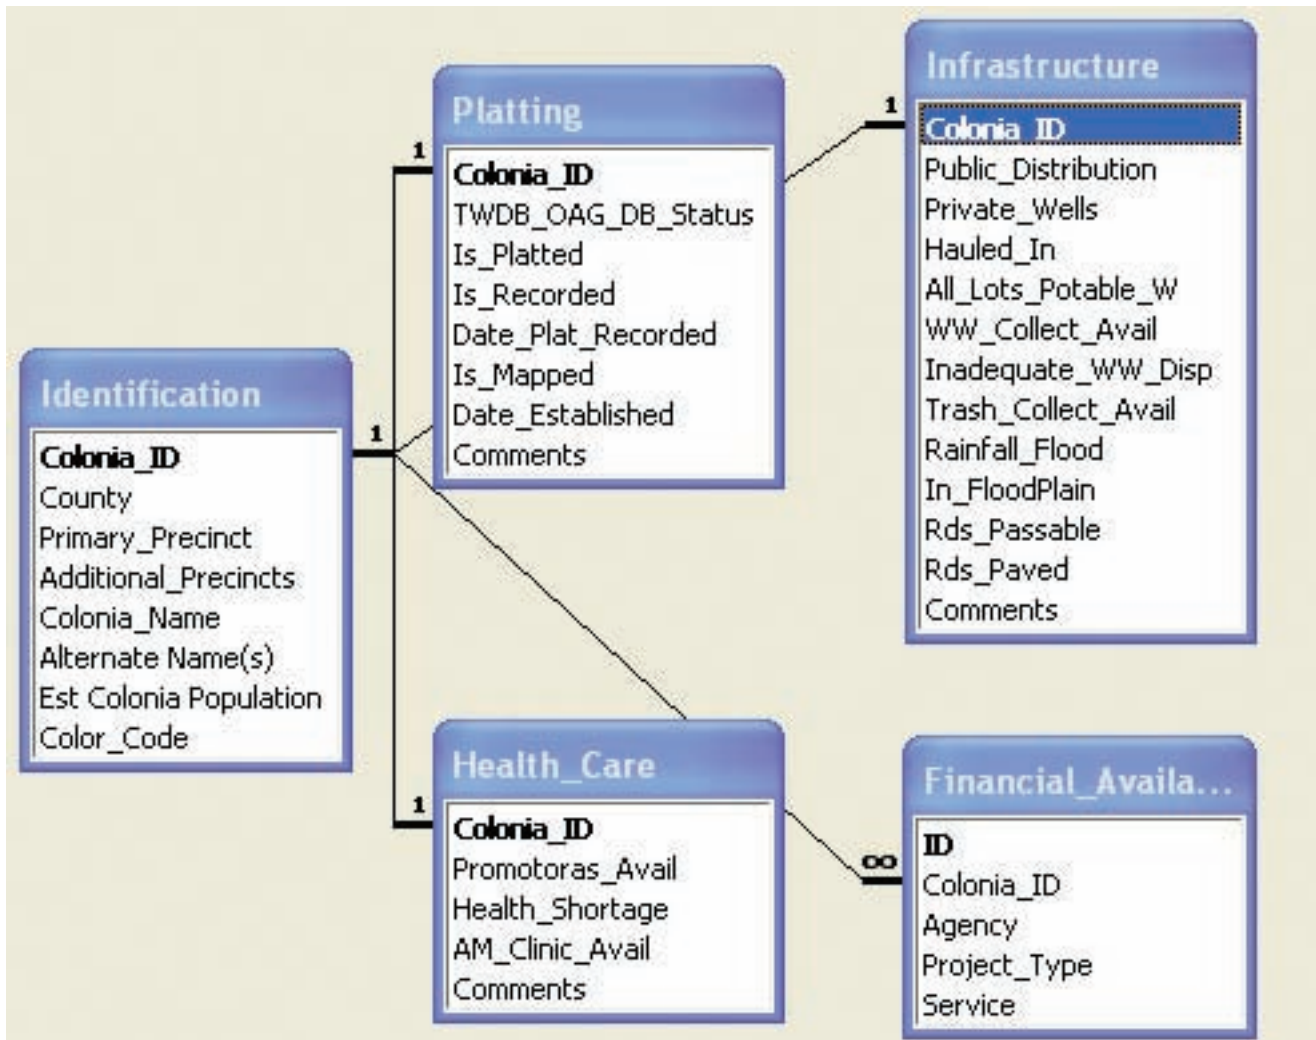 Identification
Colonia_ID
County
Primary_Precinct
Additional_Precincts
Colonia_Name
Alternate Name(s)
Est Colonia Population
Color_Code
1
1
Platting
Colonia_ID
TWDB_OAG_DB_Status
Is_Platted
Is_Recorded
Date_Plat_Recorded
Is_Mapped
Date_Established
Comments
1
Health_Care
Colonia_ID
Promotoras_Avail
Health_Shortage
AM_Clinic_Avail
Comments
1
Infrastructure
Colonia_ID
Public_Distribution
Private_Wells
Hauled_In
All_Lots_Potable_W
WW_Collect_Avail
Inadequate_WW_Disp
Trash_Collect_Avail
Rainfall_Flood
In_FloodPlain
Rds_Passable
Rds_Paved
Comments
∞
Financial_Availa...
ID
Colonia_ID
Agency
Project_Type
Service